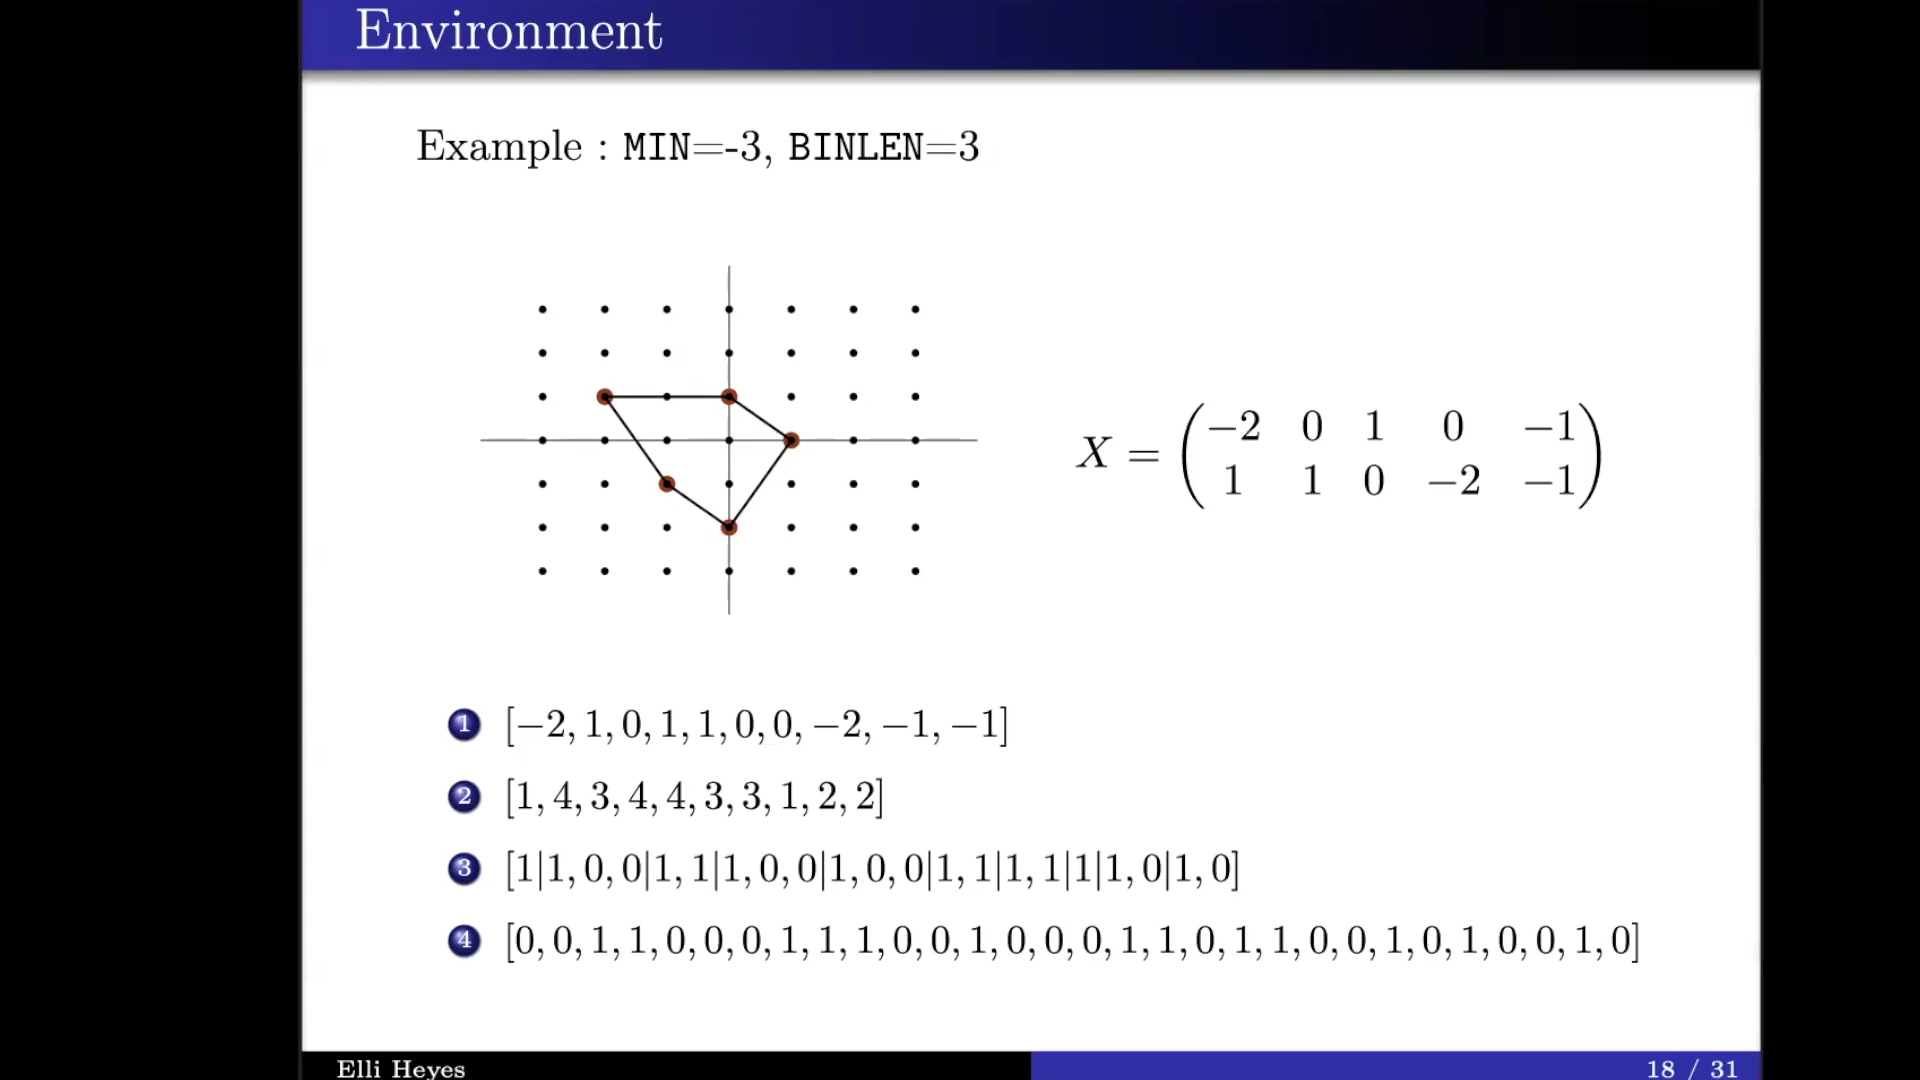 Environment
Example : MIN=-3, BINLEN=3
X = (−2 0 1 0 −1
1 1 0 −2 −1)
1 [−2, 1, 0, 1, 1, 0, 0, −2, −1, −1]
2 [1, 4, 3, 4, 4, 3, 3, 1, 2, 2]
3 [1|1, 0, 0|1, 1|1, 0, 0|1, 0, 0|1, 1|1, 1|1|1, 0|1, 0]
4 [0, 0, 1, 1, 0, 0, 0, 1, 1, 1, 0, 0, 1, 0, 0, 0, 1, 1, 0, 1, 1, 0, 0, 1, 0, 1, 0, 0, 1, 0]
Elli Heyes
18 / 31